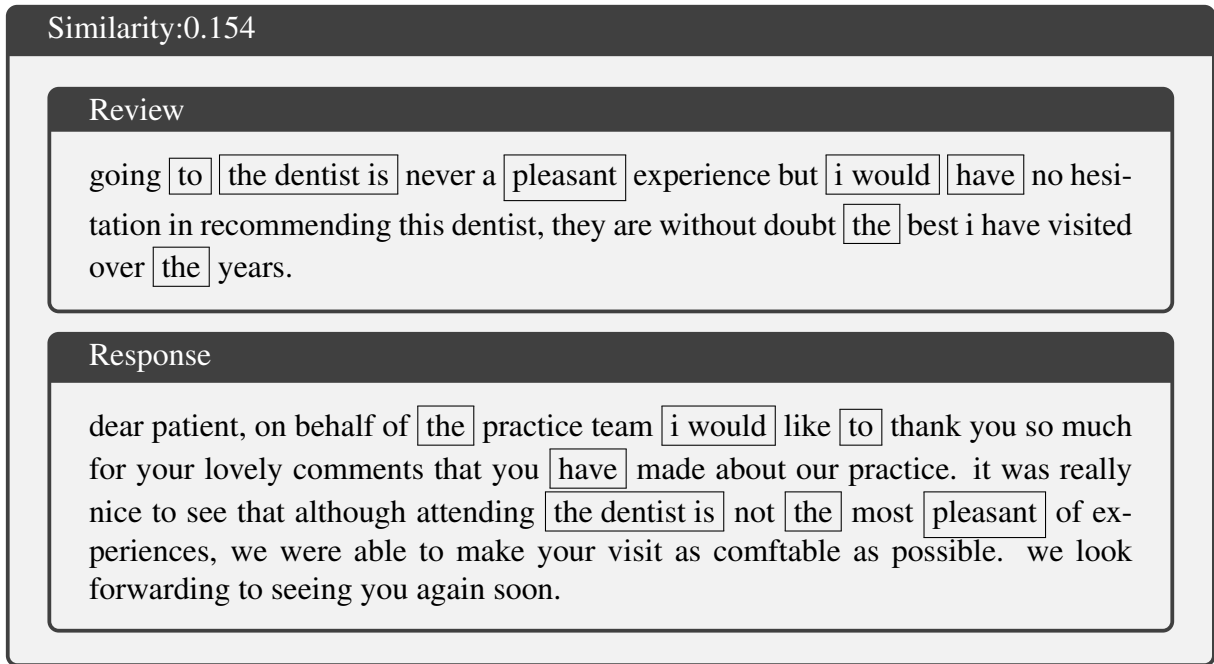 Similarity:0.154
Review
going to the dentist is never a pleasant experience but i would have no hesi-
tation in recommending this dentist, they are without doubt the best i have visited
over the years.
Response
dear patient, on behalf of the practice team i would like to thank you so much
for your lovely comments that you have made about our practice. it was really
nice to see that although attending the dentist is not the most pleasant of ex-
periences, we were able to make your visit as comftable as possible. we look
forwarding to seeing you again soon.